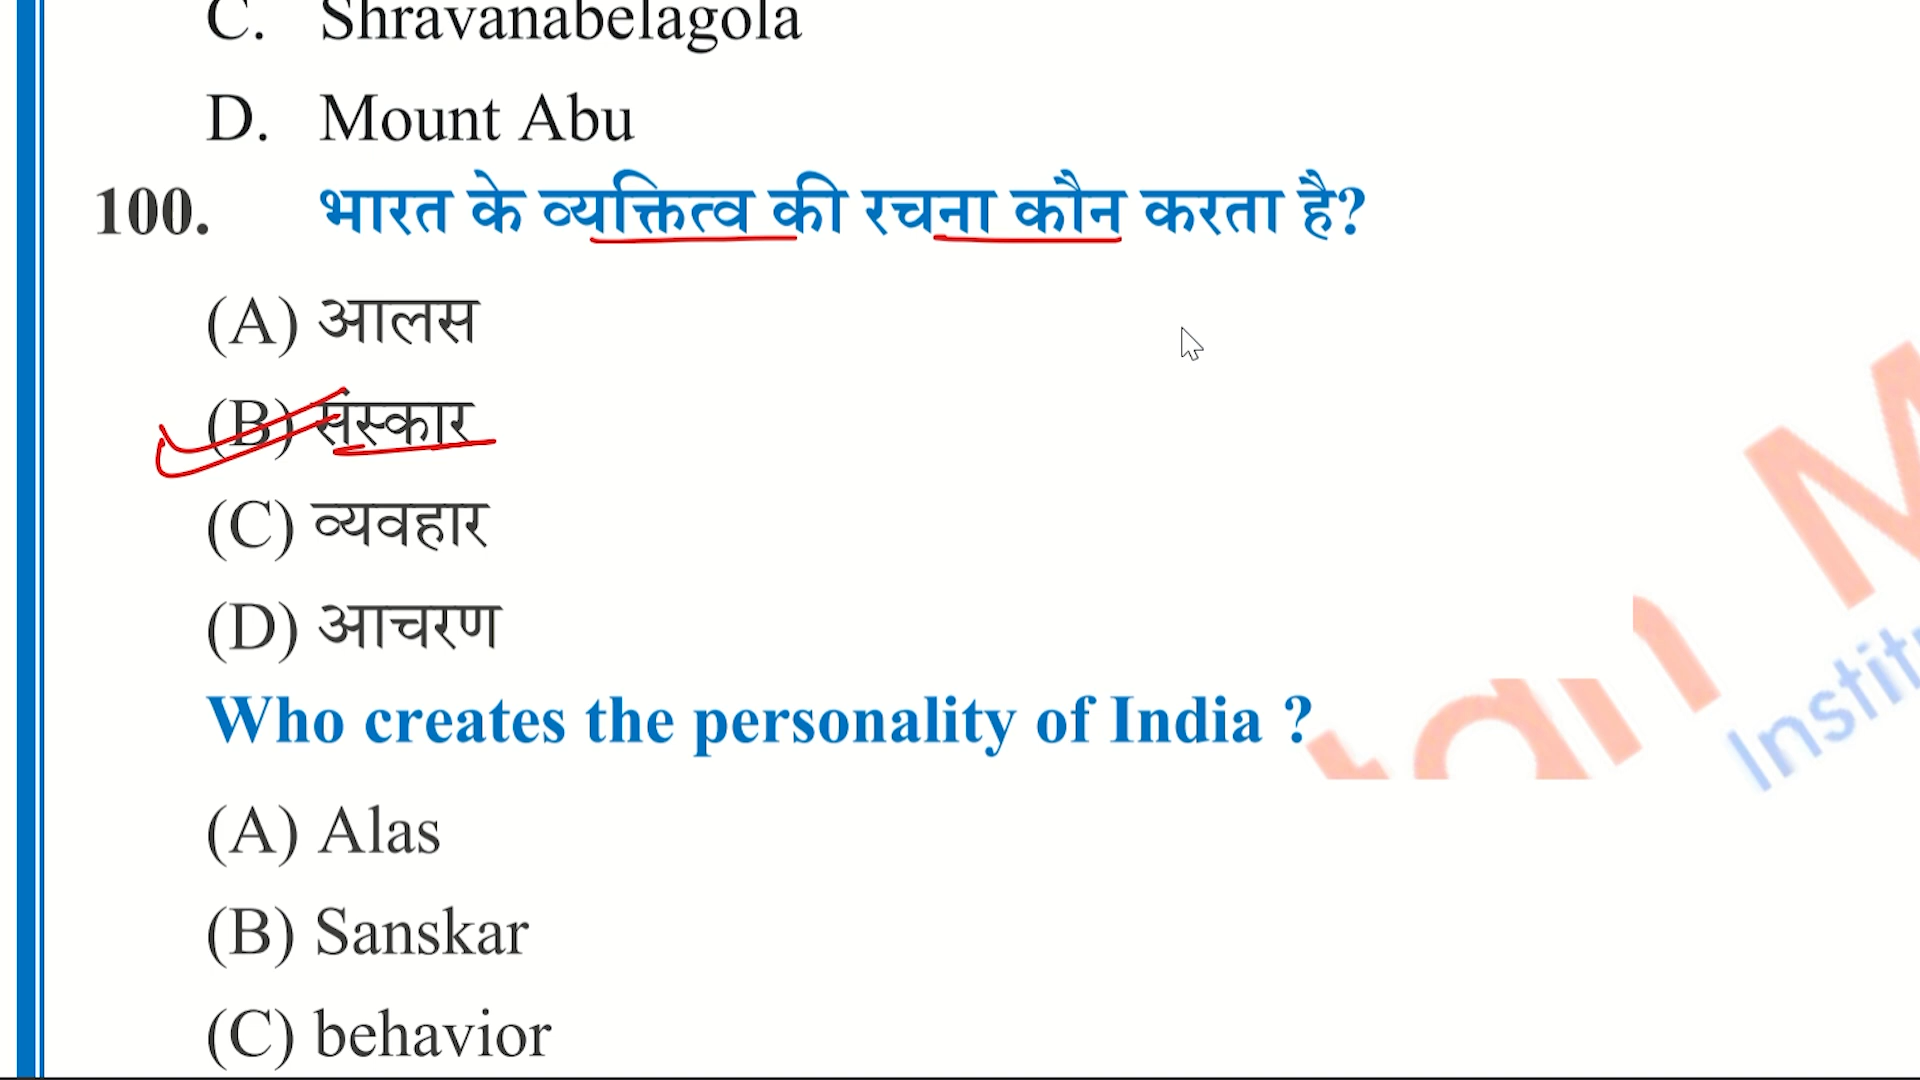 C. Shravanabelagola
D. Mount Abu
100. भारत के व्यक्तित्व की रचना कौन करता है?
(A) आलस
(B) संस्कार
(C) व्यवहार
(D) आचरण
Who creates the personality of India ?
(A) Alas
(B) Sanskar
(C) behavior